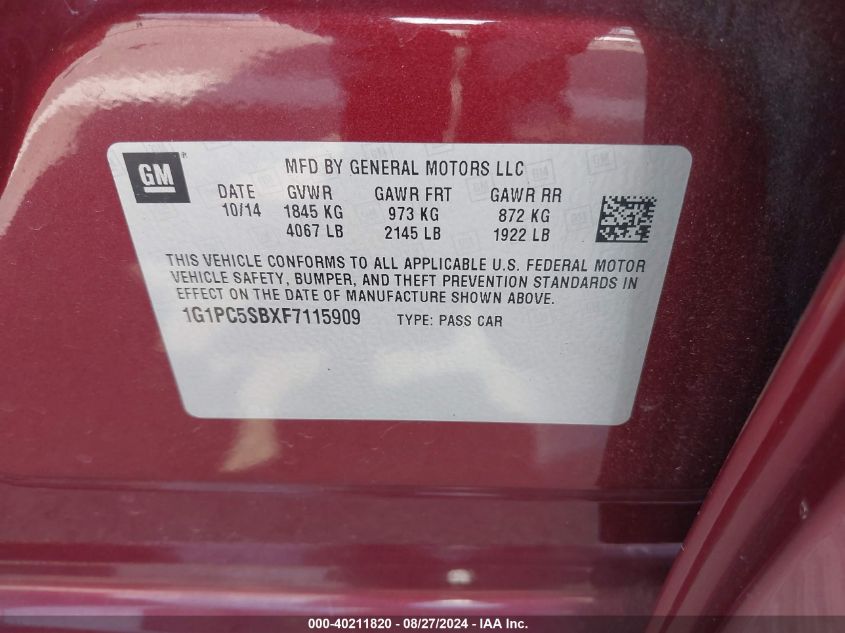 GM
MFD BY GENERAL MOTORS LLC
DATE GVWR GAWR FRT GAWR RR
10/14 1845 KG 973 KG 872 KG
4067 LB 2145 LB 1922 LB
THIS VEHICLE CONFORMS TO ALL APPLICABLE U.S. FEDERAL MOTOR
VEHICLE SAFETY, BUMPER, AND THEFT PREVENTION STANDARDS IN
EFFECT ON THE DATE OF MANUFACTURE SHOWN ABOVE.
1G1PC5SBXF7115909 TYPE: PASS CAR
000-40211820 - 08/27/2024 - IAA Inc.